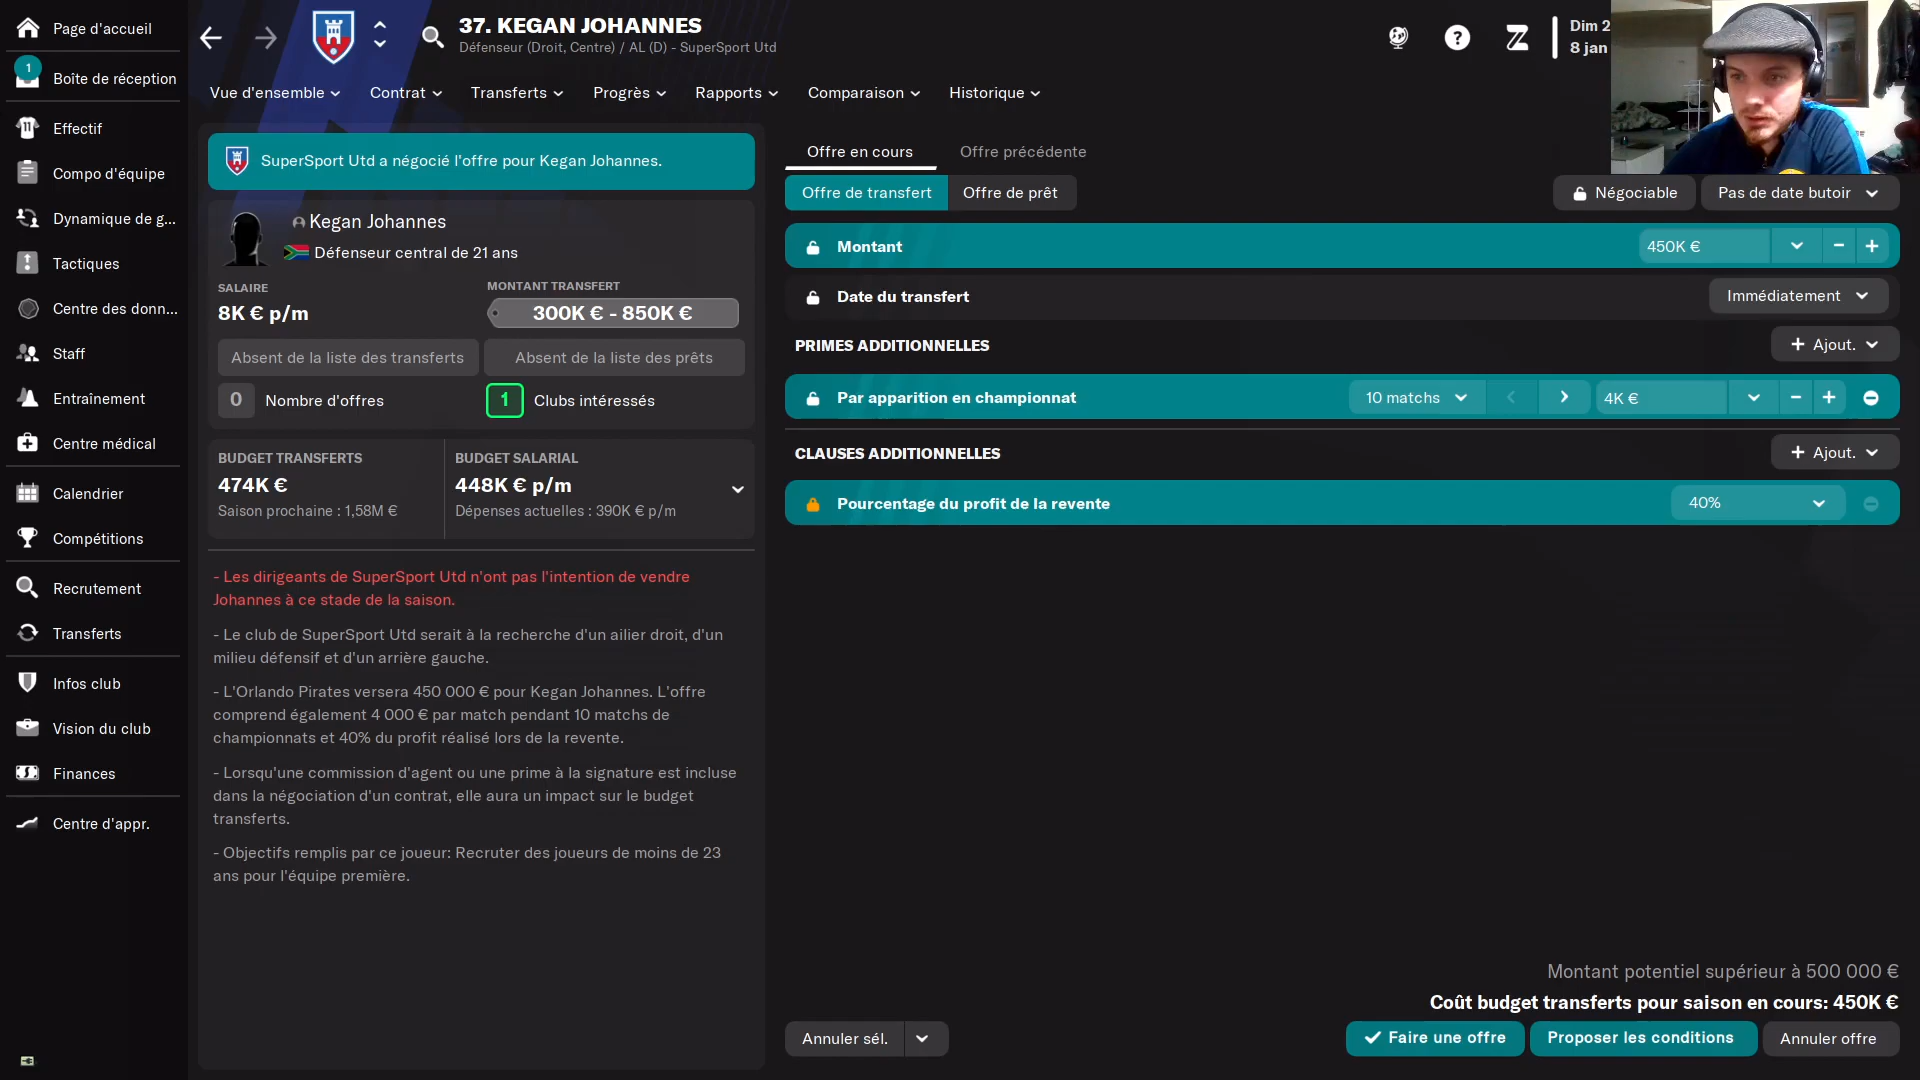 Page d'accueil
1
Boîte de réception
Effectif
Compo d'équipe
Dynamique de g...
Tactiques
Centre des donn...
Staff
Entraînement
Centre médical
Calendrier
Compétitions
Recrutement
Transferts
Infos club
Vision du club
Finances
Centre d'appr.
37. KEGAN JOHANNES
Défenseur (Droit, Centre) / AL (D) - SuperSport Utd
Dim 2
8 jan
Vue d'ensemble
Contrat
Transferts
Progrès
Rapports
Comparaison
Historique
SuperSport Utd a négocié l'offre pour Kegan Johannes.
Kegan Johannes
Défenseur central de 21 ans
SALAIRE
8K € p/m
MONTANT TRANSFERT
300K € - 850K €
Absent de la liste des transferts
Absent de la liste des prêts
0 Nombre d'offres
1 Clubs intéressés
BUDGET TRANSFERTS
474K €
Saison prochaine : 1,58M €
BUDGET SALARIAL
448K € p/m
Dépenses actuelles : 390K € p/m
- Les dirigeants de SuperSport Utd n'ont pas l'intention de vendre
Johannes à ce stade de la saison.
- Le club de SuperSport Utd serait à la recherche d'un ailier droit, d'un
milieu défensif et d'un arrière gauche.
- L'Orlando Pirates versera 450 000 € pour Kegan Johannes. L'offre
comprend également 4 000 € par match pendant 10 matchs de
championnats et 40% du profit réalisé lors de la revente.
- Lorsqu'une commission d'agent ou une prime à la signature est incluse
dans la négociation d'un contrat, elle aura un impact sur le budget
transferts.
- Objectifs remplis par ce joueur: Recruter des joueurs de moins de 23
ans pour l'équipe première.
Offre en cours
Offre précédente
Offre de transfert
Offre de prêt
Négociable
Pas de date butoir
Montant
450K €
Date du transfert
Immédiatement
PRIMES ADDITIONNELLES
+ Ajout.
Par apparition en championnat
10 matchs
4K €
CLAUSES ADDITIONNELLES
+ Ajout.
Pourcentage du profit de la revente
40%
Montant potentiel supérieur à 500 000 €
Coût budget transferts pour saison en cours: 450K €
Annuler sél.
Faire une offre
Proposer les conditions
Annuler offre